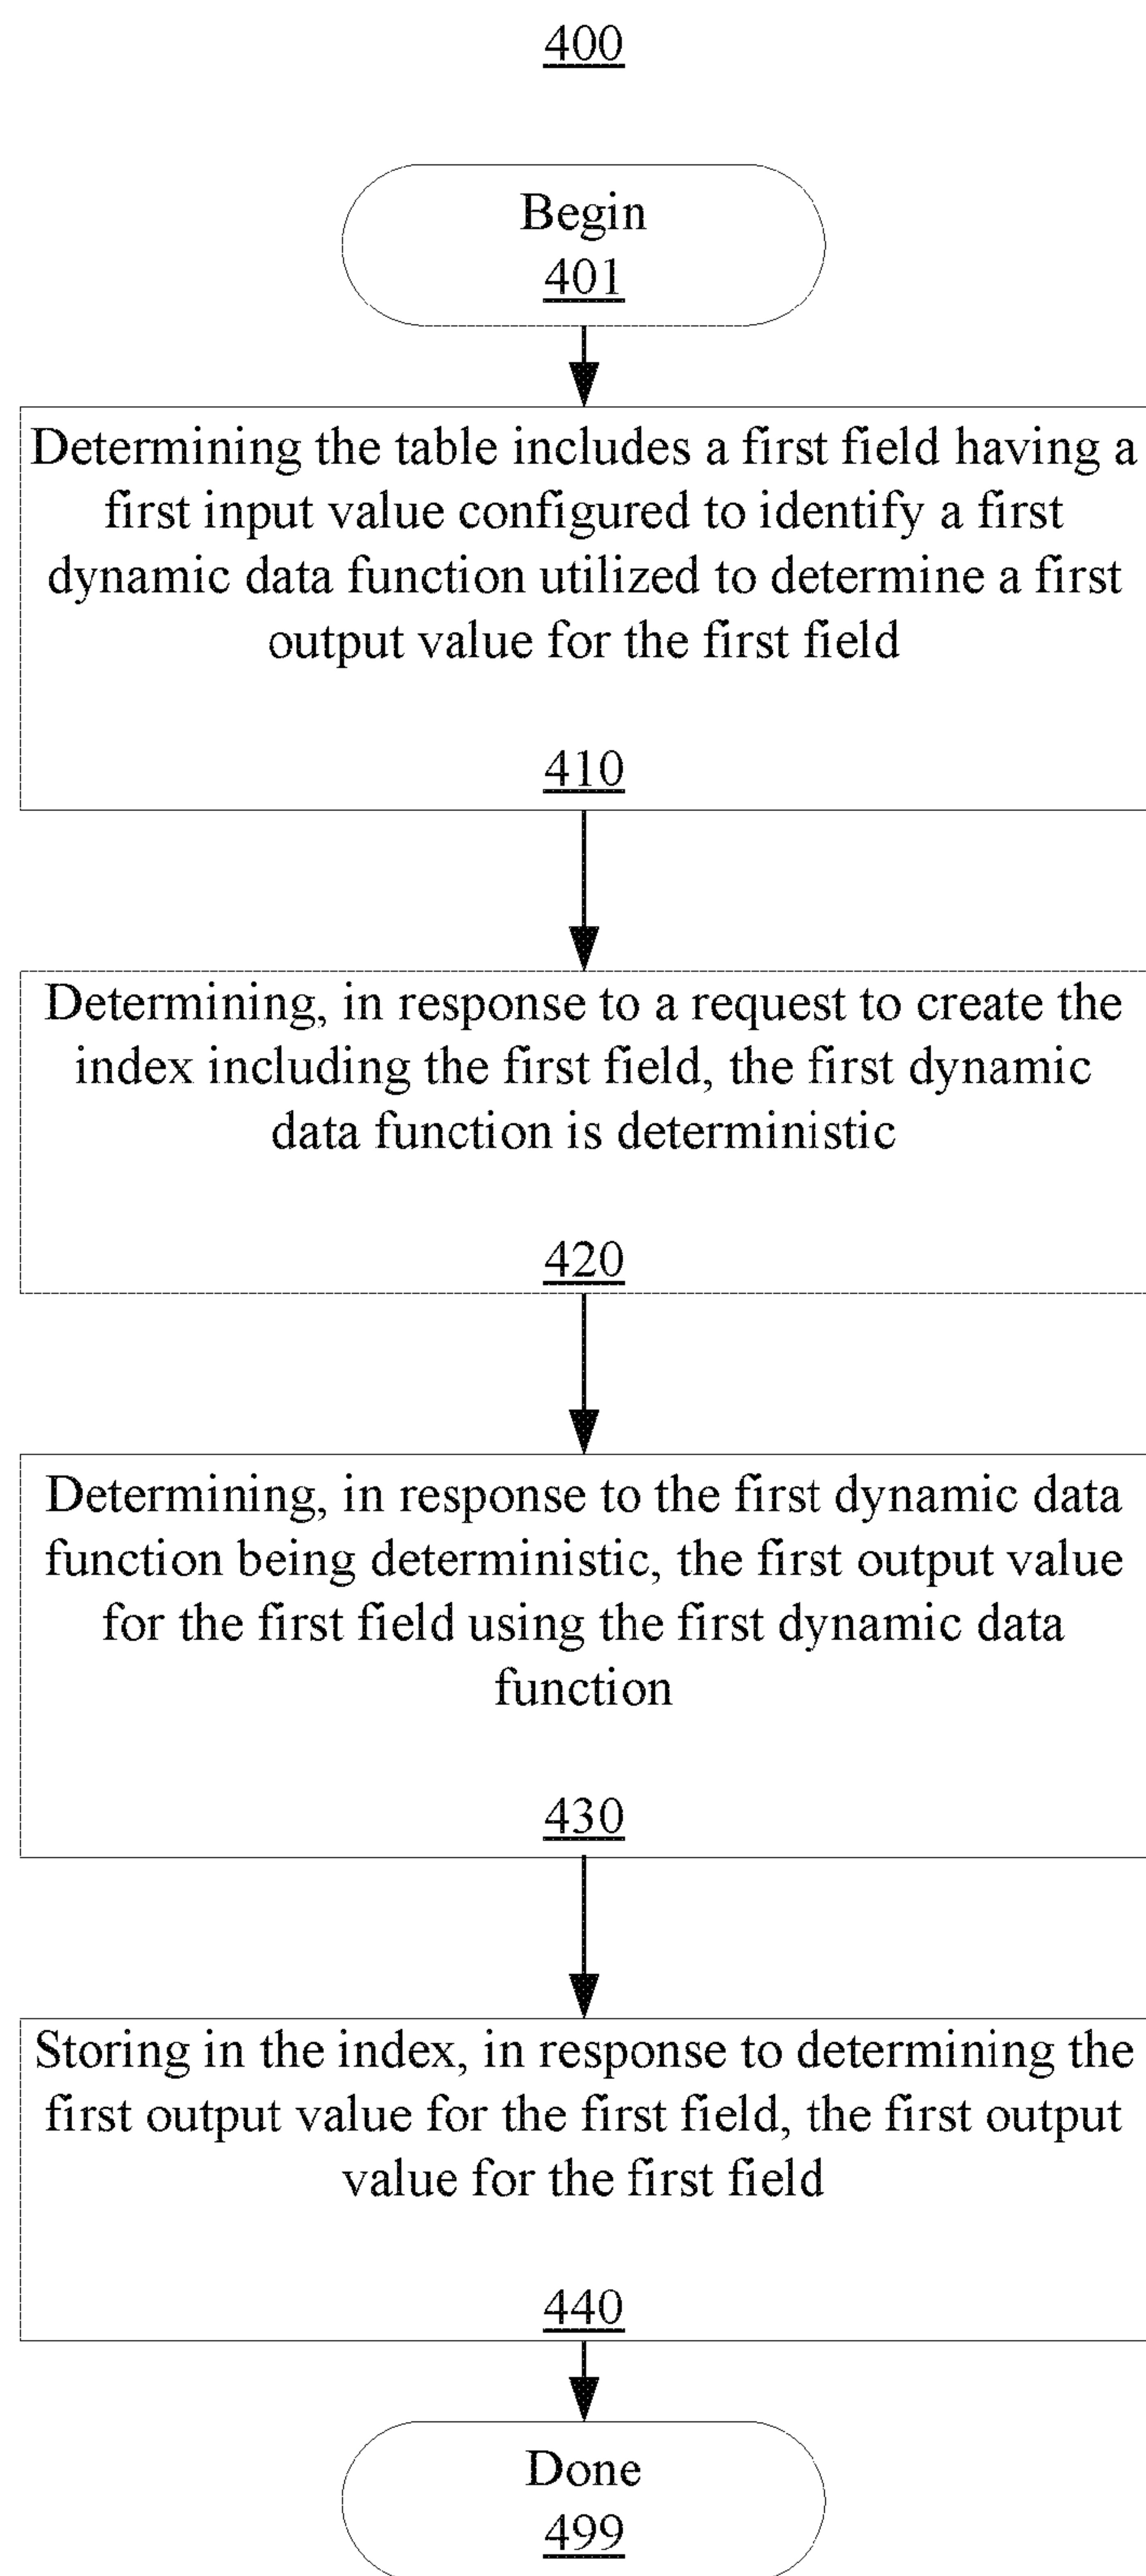 400
Begin
401
Determining the table includes a first field having a
first input value configured to identify a first
dynamic data function utilized to determine a first
output value for the first field
410
Determining, in response to a request to create the
index including the first field, the first dynamic
data function is deterministic
420
Determining, in response to the first dynamic data
function being deterministic, the first output value
for the first field using the first dynamic data
function
430
Storing in the index, in response to determining the
first output value for the first field, the first output
value for the first field
440
Done
499